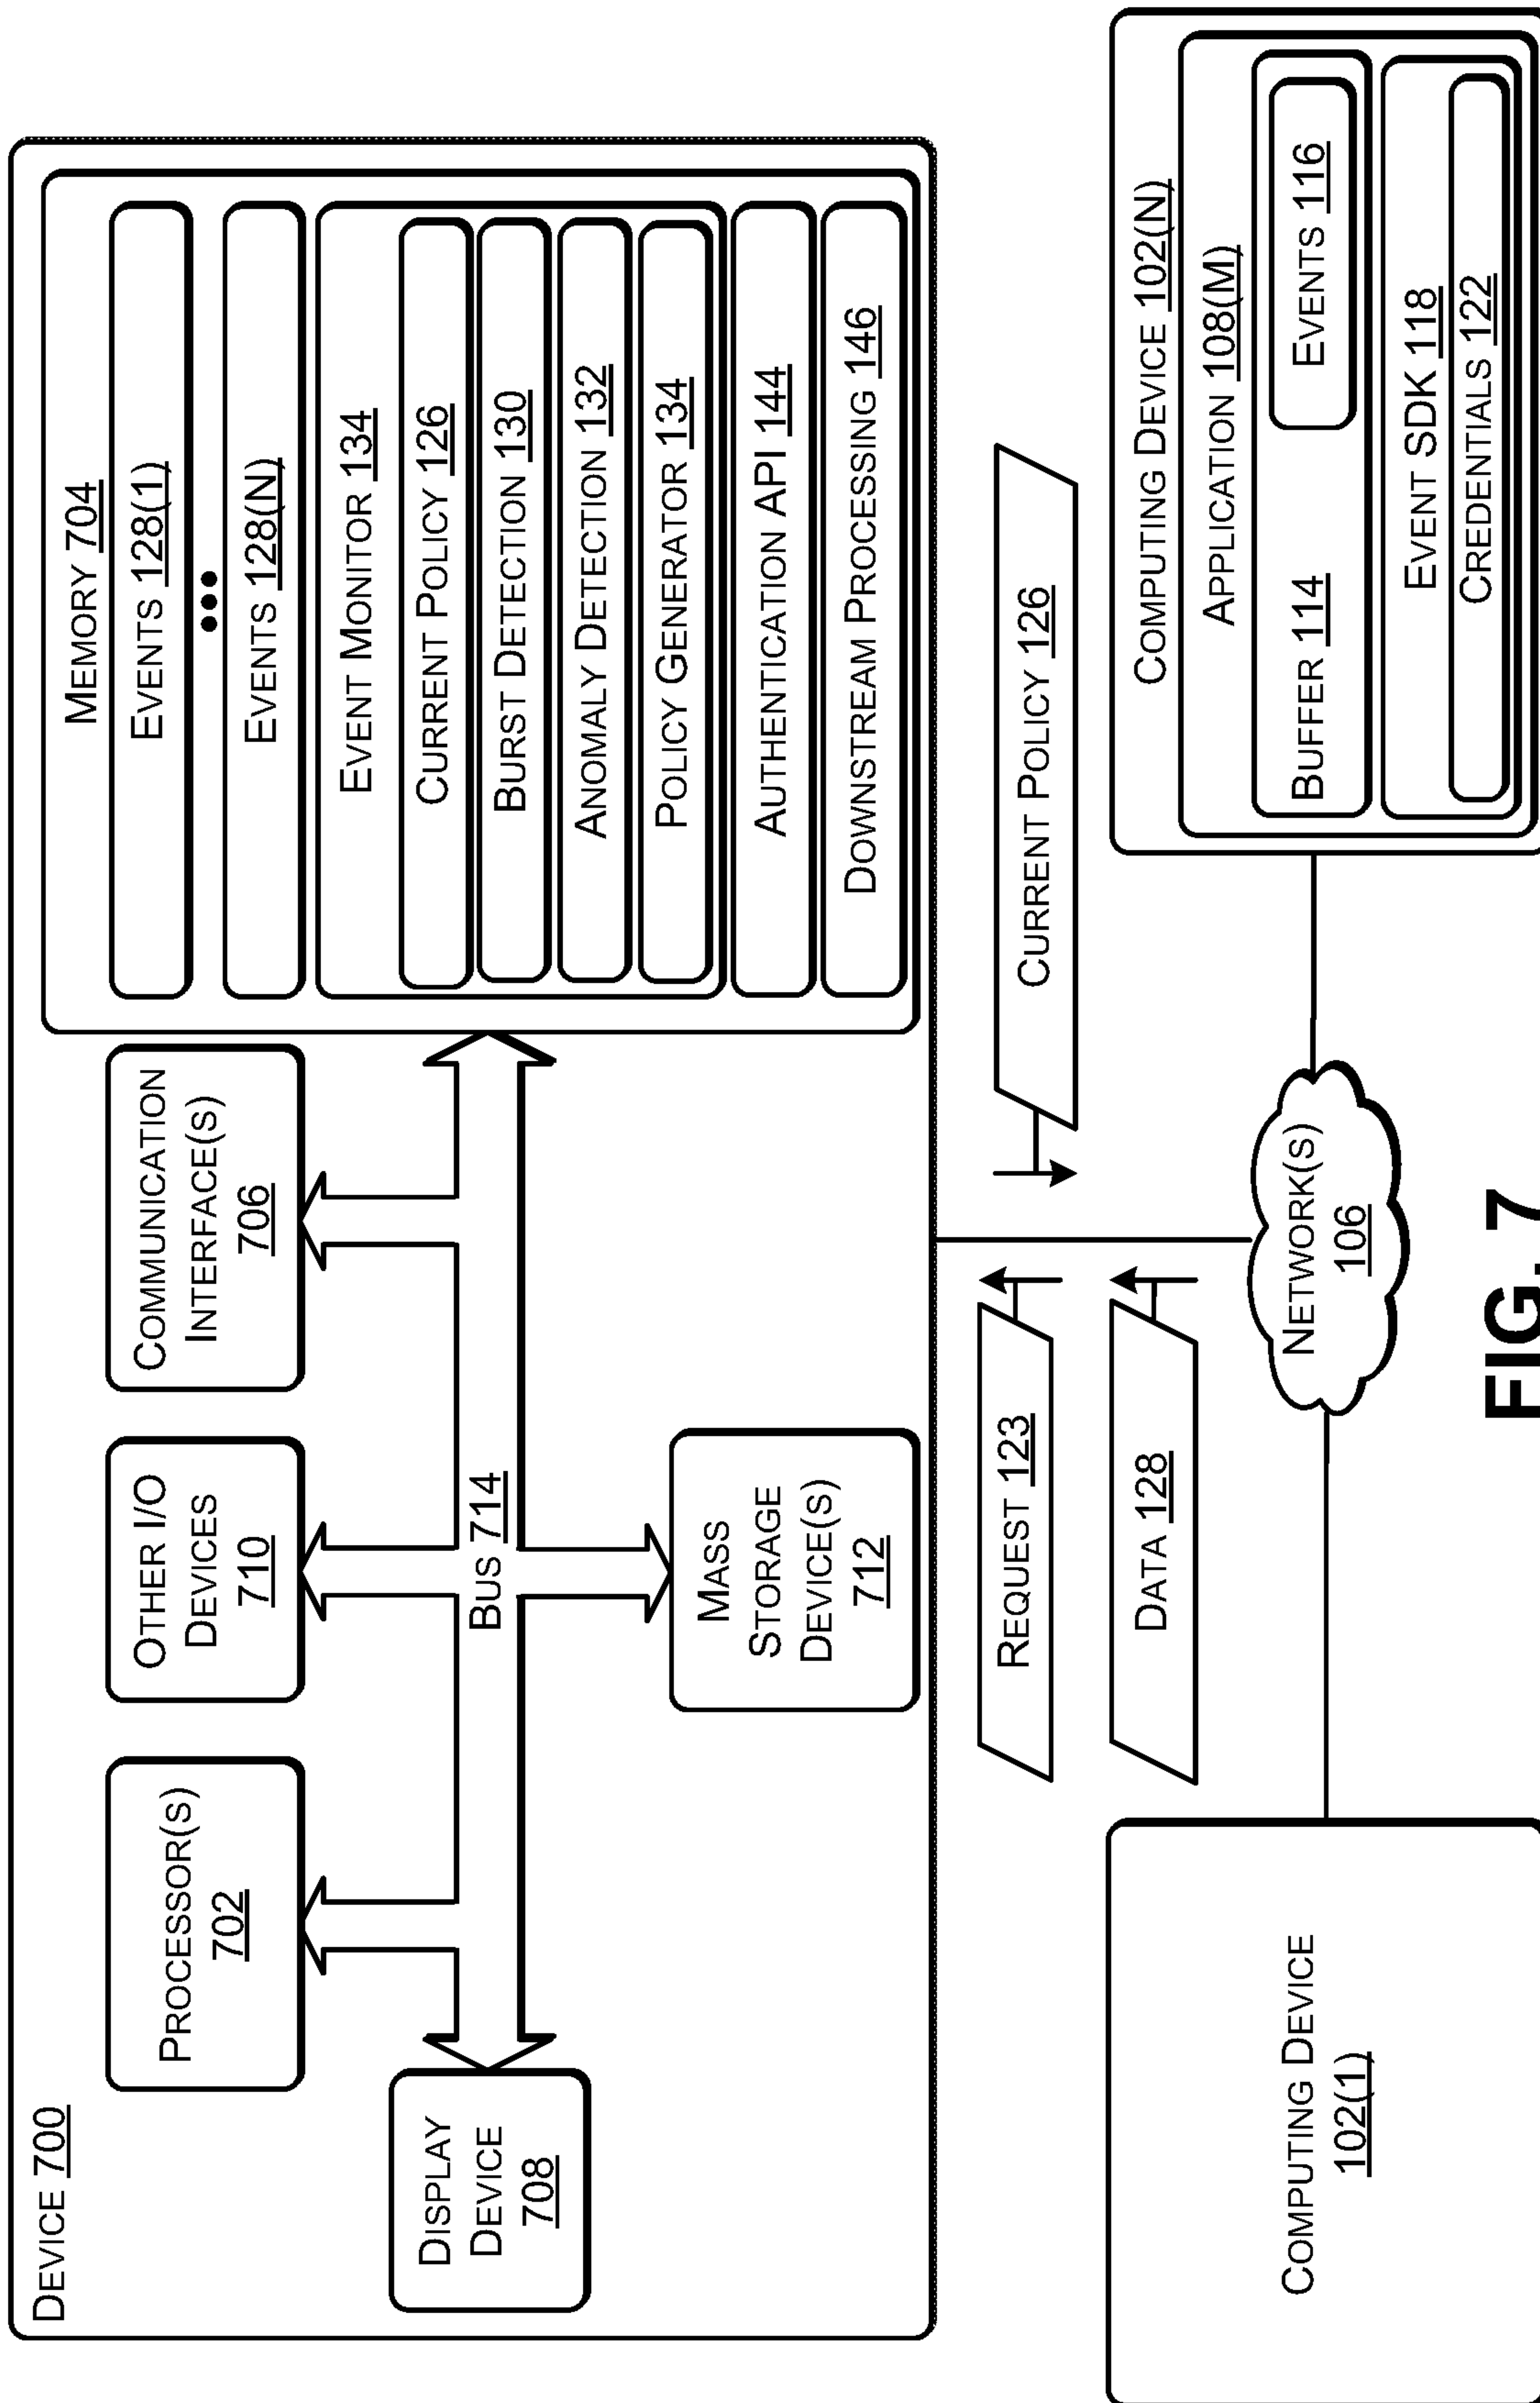 DEVICE 700
PROCESSOR(S)
702
OTHER I/O
DEVICES
710
COMMUNICATION
INTERFACE(S)
706
DISPLAY
DEVICE
708
BUS 714
MASS
STORAGE
DEVICE(S)
712
MEMORY 704
EVENTS 128(1)
EVENTS 128(N)
EVENT MONITOR 134
CURRENT POLICY 126
BURST DETECTION 130
ANOMALY DETECTION 132
POLICY GENERATOR 134
AUTHENTICATION API 144
DOWNSTREAM PROCESSING 146
REQUEST 123
DATA 128
CURRENT POLICY 126
COMPUTING DEVICE
102(1)
NETWORK(S)
106
COMPUTING DEVICE 102(N)
APPLICATION 108(M)
BUFFER 114
EVENTS 116
EVENT SDK 118
CREDENTIALS 122
FIG. 7